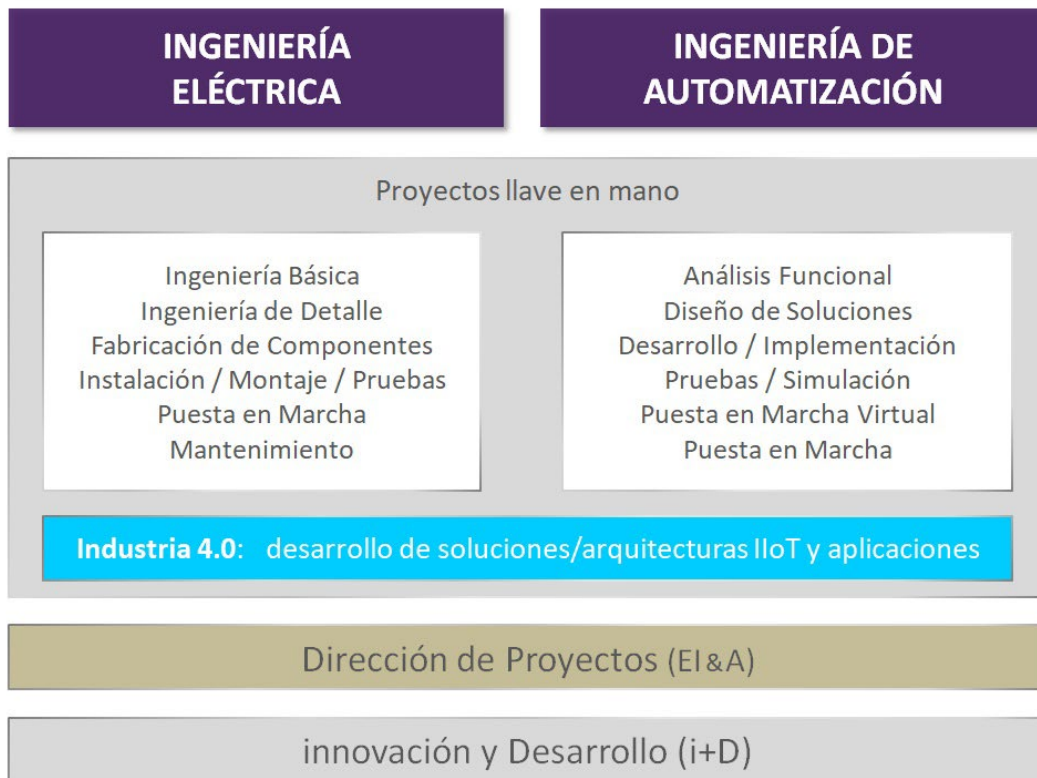 INGENIERÍA
ELÉCTRICA
INGENIERÍA DE
AUTOMATIZACIÓN
Proyectos llave en mano
Ingeniería Básica
Ingeniería de Detalle
Fabricación de Componentes
Instalación / Montaje / Pruebas
Puesta en Marcha
Mantenimiento
Análisis Funcional
Diseño de Soluciones
Desarrollo / Implementación
Pruebas / Simulación
Puesta en Marcha Virtual
Puesta en Marcha
Industria 4.0: desarrollo de soluciones/arquitecturas IIoT y aplicaciones
Dirección de Proyectos (EI&A)
innovación y Desarrollo (i+D)